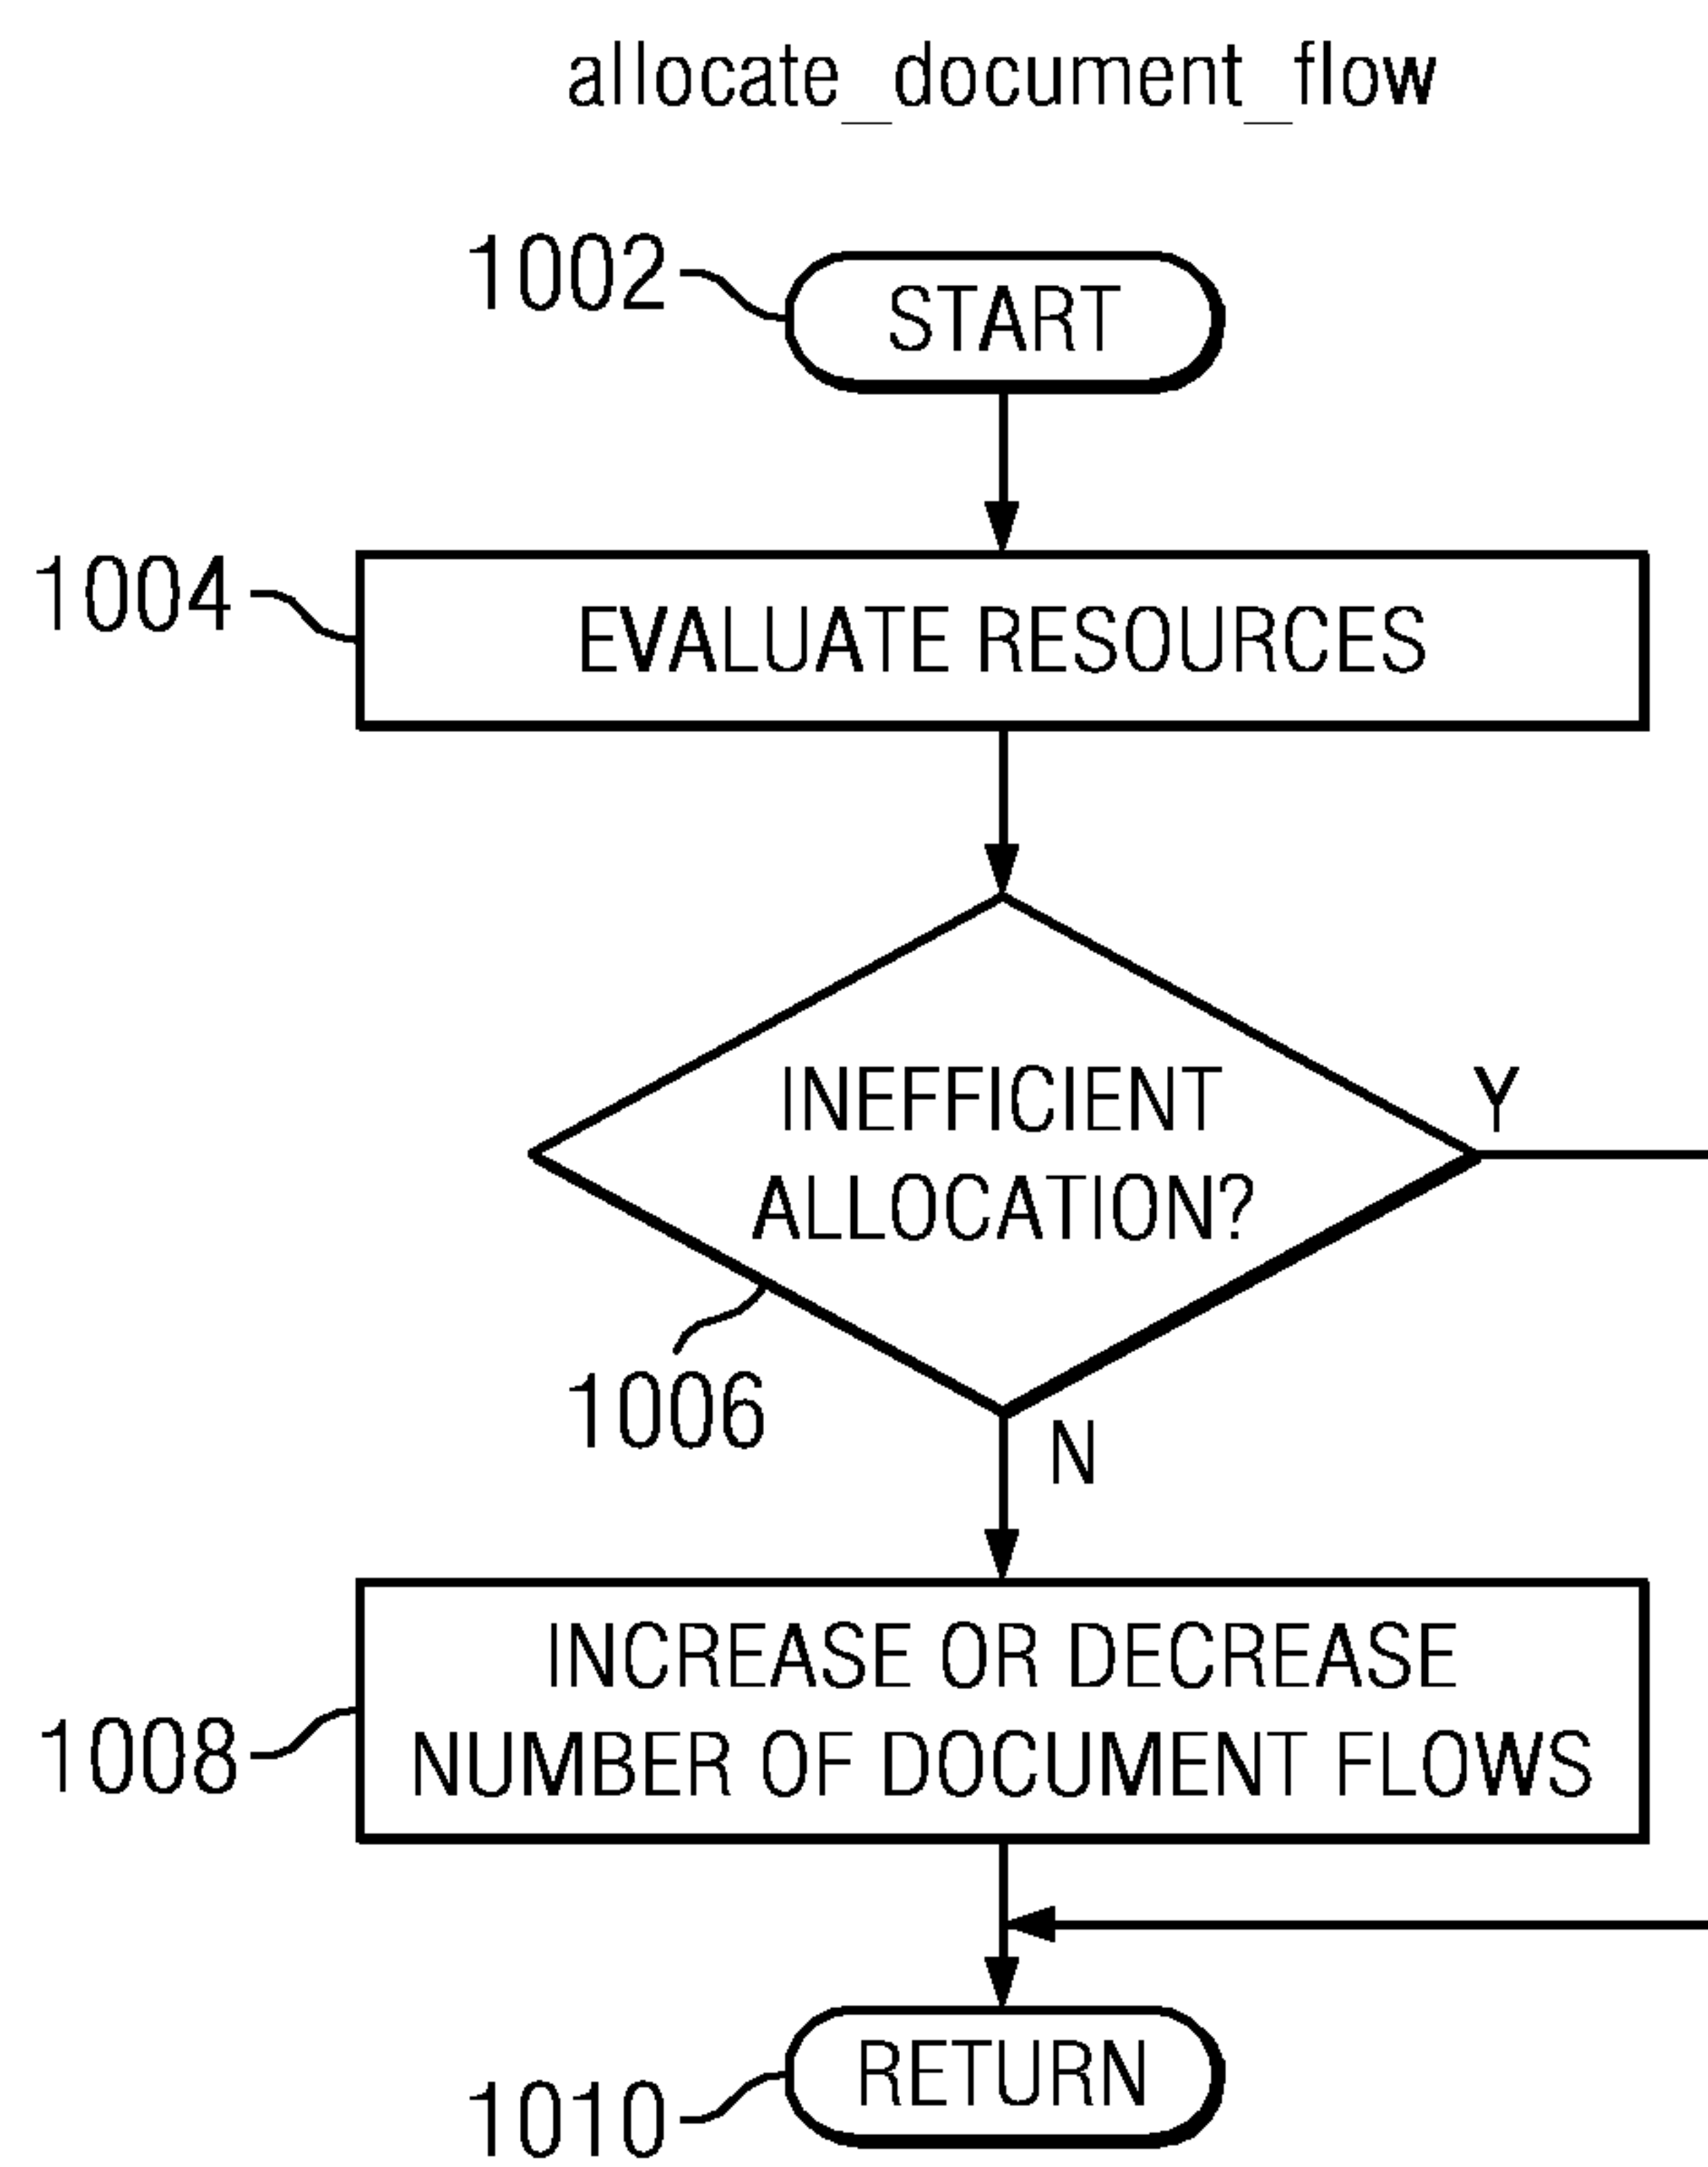 allocate_document_flow
1002
START
1004
EVALUATE RESOURCES
INEFFICIENT
ALLOCATION?
Y
1006
N
INCREASE OR DECREASE
NUMBER OF DOCUMENT FLOWS
1008
RETURN
1010